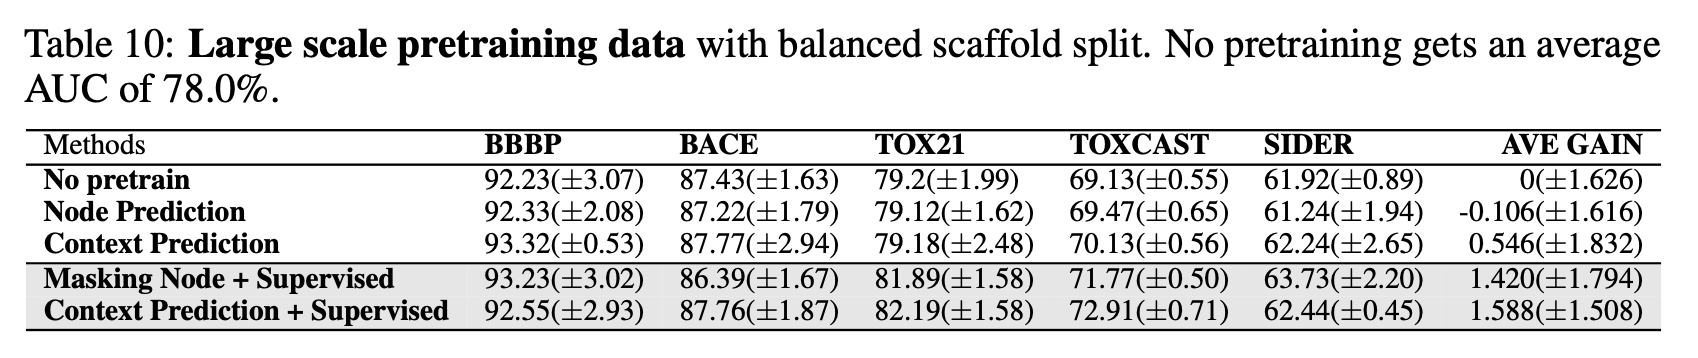 Table 10: Large scale pretraining data with balanced scaffold split. No pretraining gets an average
AUC of 78.0%.
Methods BBBP BACE TOX21 TOXCAST SIDER AVE GAIN
No pretrain 92.23(±3.07) 87.43(±1.63) 79.2(±1.99) 69.13(±0.55) 61.92(±0.89) 0(±1.626)
Node Prediction 92.33(±2.08) 87.22(±1.79) 79.12(±1.62) 69.47(±0.65) 61.24(±1.94) -0.106(±1.616)
Context Prediction 93.32(±0.53) 87.77(±2.94) 79.18(±2.48) 70.13(±0.56) 62.24(±2.65) 0.546(±1.832)
Masking Node + Supervised 93.23(±3.02) 86.39(±1.67) 81.89(±1.58) 71.77(±0.50) 63.73(±2.20) 1.420(±1.794)
Context Prediction + Supervised 92.55(±2.93) 87.76(±1.87) 82.19(±1.58) 72.91(±0.71) 62.44(±0.45) 1.588(±1.508)